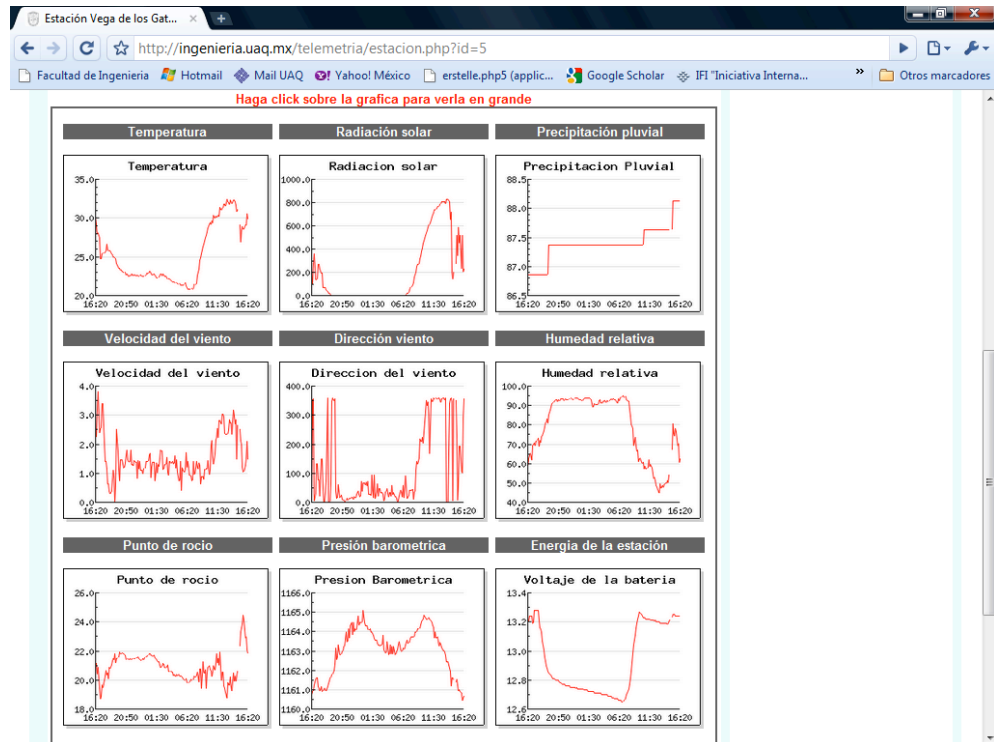 Estación Vega de los Gat...
http://ingenieria.uaq.mx/telemetria/estacion.php?id=5
Facultad de Ingenieria Hotmail Mail UAQ Yahoo! México erstelle.php5 (applic... Google Scholar IFI "Iniciativa Interna... » Otros marcadores
Haga click sobre la grafica para verla en grande
Temperatura Radiación solar Precipitación pluvial
Temperatura
35.0
30.0
25.0
20.0
16:20 20:50 01:30 06:20 11:30 16:20
Radiacion solar
1000.0
800.0
600.0
400.0
200.0
0.0
16:20 20:50 01:30 06:20 11:30 16:20
Precipitacion Pluvial
88.5
88.0
87.5
87.0
86.5
16:20 20:50 01:30 06:20 11:30 16:20
Velocidad del viento Dirección viento Humedad relativa
Velocidad del viento
4.0
3.0
2.0
1.0
0.0
16:20 20:50 01:30 06:20 11:30 16:20
Direccion del viento
400.0
300.0
200.0
100.0
0.0
16:20 20:50 01:30 06:20 11:30 16:20
Humedad relativa
100.0
90.0
80.0
70.0
60.0
50.0
40.0
16:20 20:50 01:30 06:20 11:30 16:20
Punto de rocio Presión barometrica Energia de la estación
Punto de rocio
26.0
24.0
22.0
20.0
18.0
16:20 20:50 01:30 06:20 11:30 16:20
Presion Barometrica
1166.0
1165.0
1164.0
1163.0
1162.0
1161.0
1160.0
16:20 20:50 01:30 06:20 11:30 16:20
Voltaje de la bateria
13.4
13.2
13.0
12.8
12.6
16:20 20:50 01:30 06:20 11:30 16:20